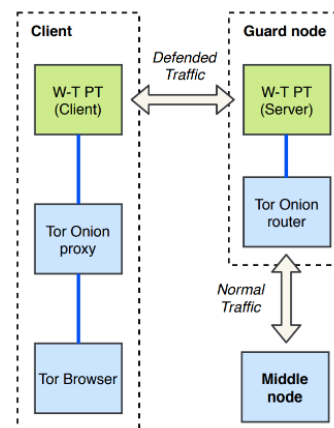 Client
Defended
Traffic
Guard node
W-T PT
(Client)
W-T PT
(Server)
Tor Onion
proxy
Tor Onion
router
Normal
Traffic
Tor Browser
Middle
node